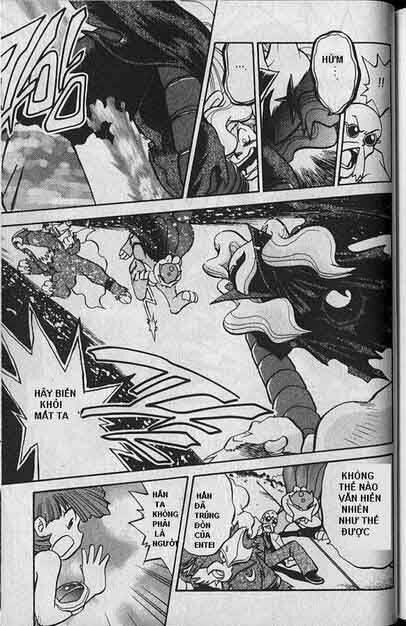 !!
HỪM
...
...
HÃY BIẾN
KHỎI
MẮT TA
KHÔNG
THỂ NÀO
VẪN HIÊN
NHIÊN
NHƯ THẾ
ĐƯỢC
HẮN
ĐÃ
TRÚNG
ĐÒN
CỦA
ENTEI
HẮN
TA
KHÔNG
PHẢI
LÀ
NGƯỜI